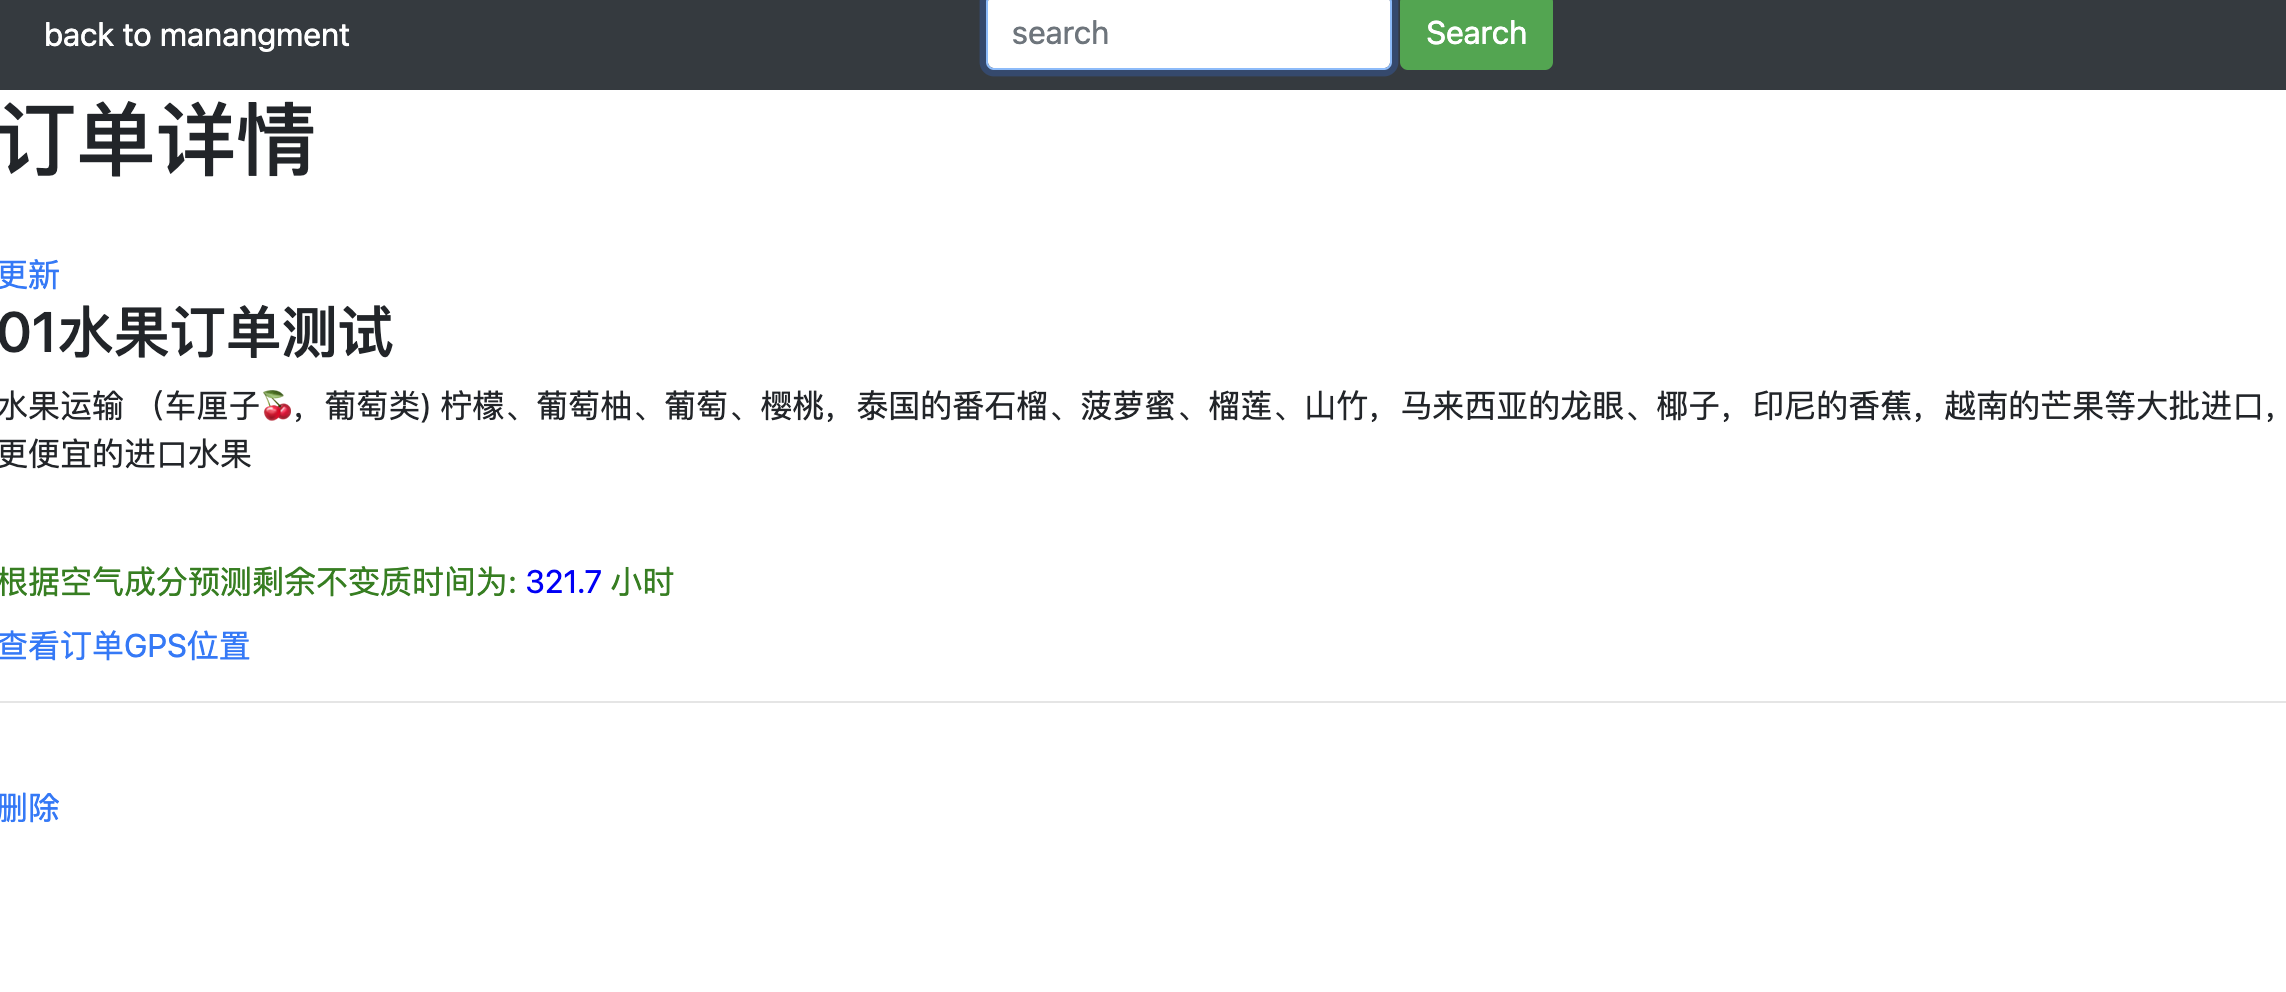 back to manangment
search
Search
订单详情
更新
01水果订单测试
水果运输 （车厘子🍒，葡萄类) 柠檬、葡萄柚、葡萄、樱桃，泰国的番石榴、菠萝蜜、榴莲、山竹，马来西亚的龙眼、椰子，印尼的香蕉，越南的芒果等大批进口，
更便宜的进口水果
根据空气成分预测剩余不变质时间为: 321.7 小时
查看订单GPS位置
删除